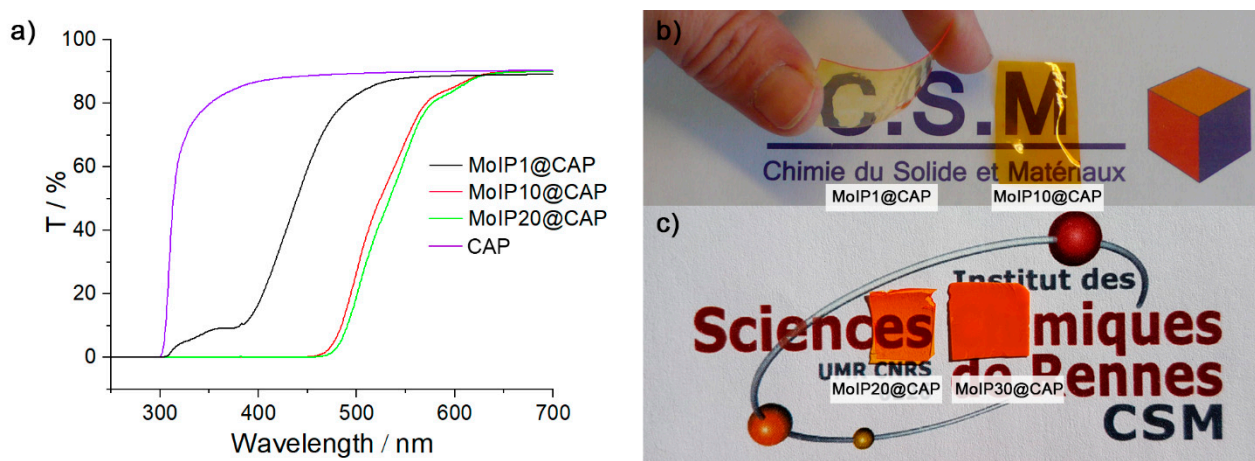 a)
100
80
60
40
20
0
T / %
300
400
500
600
700
Wavelength / nm
MoIP1@CAP
MoIP10@CAP
MoIP20@CAP
CAP
b)
C.S.M
Chimie du Solide et Matériaux
MoIP1@CAP
MoIP10@CAP
c)
Institut des
Sciences miques
UMR CNRS
de Rennes
MoIP20@CAP
MoIP30@CAP
CSM